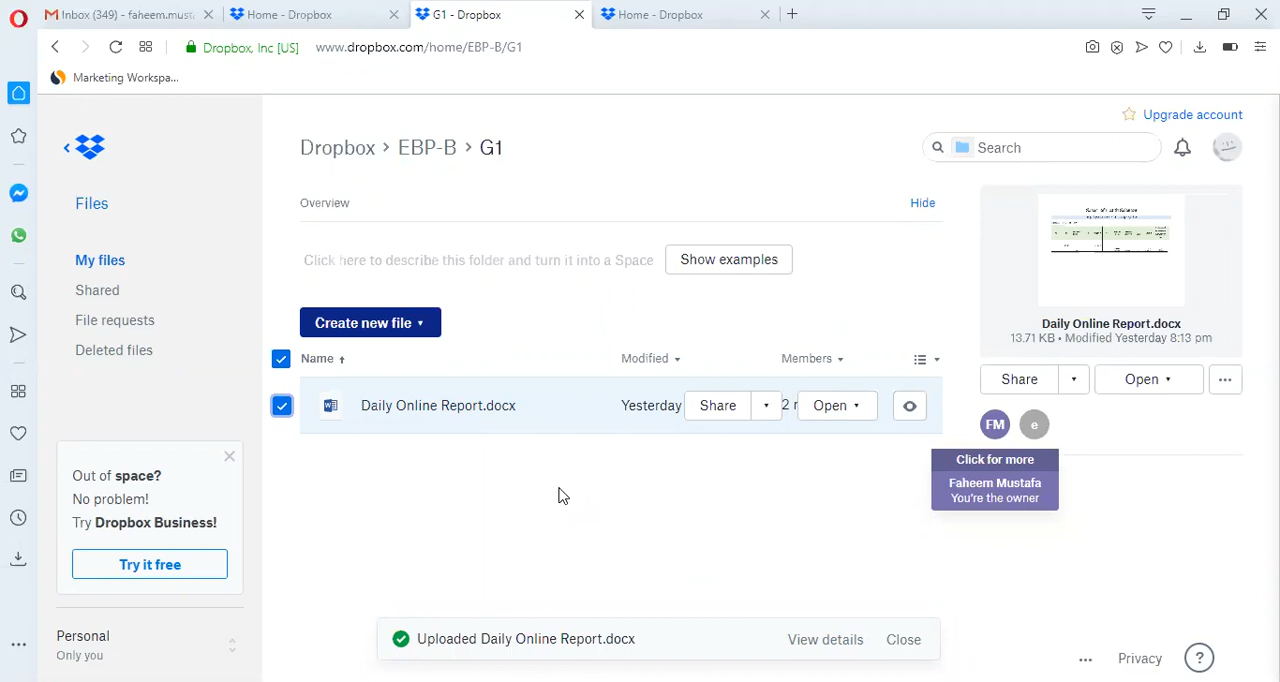 Inbox (349) - faheem.must
Home - Dropbox
G1 - Dropbox
Home - Dropbox
Dropbox, Inc [US]
www.dropbox.com/home/EBP-B/G1
Marketing Workspa...
Upgrade account
Dropbox › EBP-B › G1
Search
Files
Overview
Hide
My files
Shared
File requests
Deleted files
Click here to describe this folder and turn it into a Space
Show examples
Create new file
Daily Online Report.docx
13.71 KB • Modified Yesterday 8:13 pm
Name
Modified
Members
Share
Open
Daily Online Report.docx
Yesterday
Share
2
Open
FM
e
Click for more
Faheem Mustafa
You're the owner
Out of space?
No problem!
Try Dropbox Business!
Try it free
Uploaded Daily Online Report.docx
View details
Close
Personal
Only you
Privacy
?